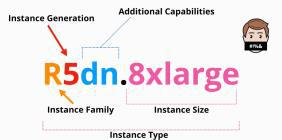 Additional Capabilities
Instance Generation
R5dn.8xlarge
#!%&
Instance Family
Instance Size
Instance Type